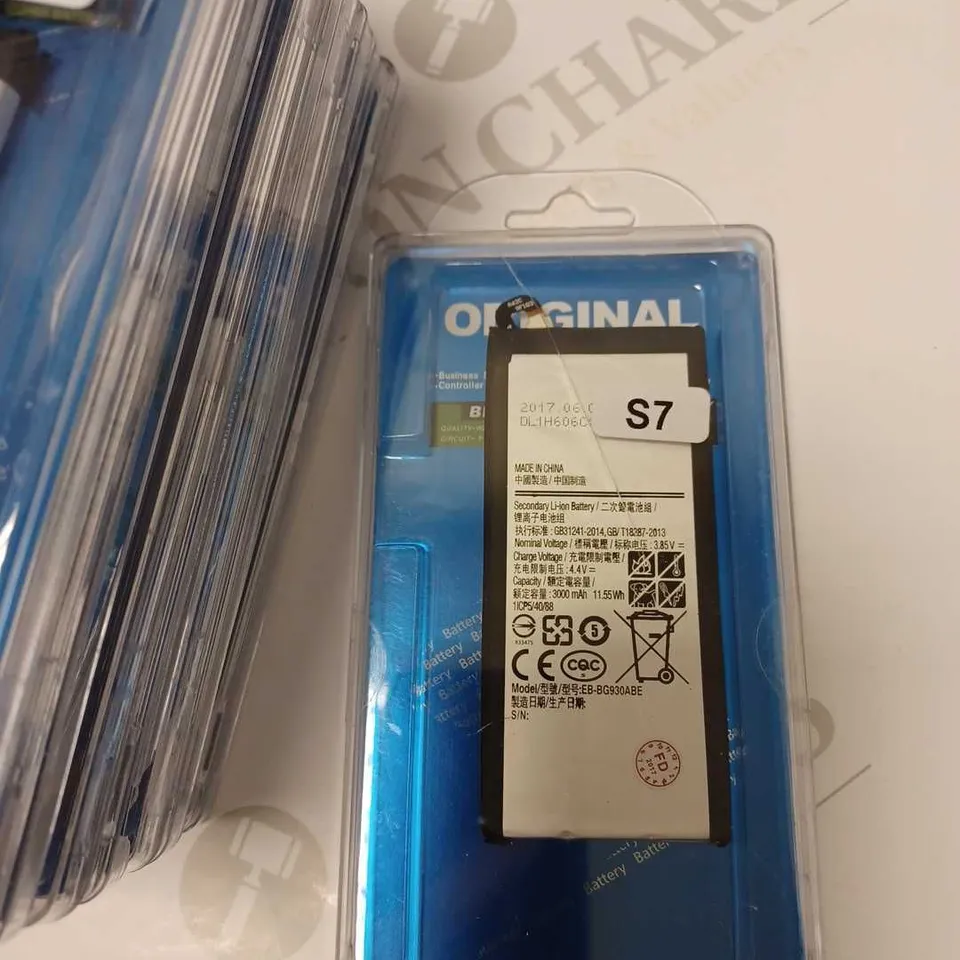 ORIGINAL
Business
Controller
2017.06.0
DL1H606C
S7
MADE IN CHINA
中國製造 / 中国制造
Secondary Li-ion Battery / 二次鋰電池組 /
锂离子电池组
执行标准 : GB31241-2014, GB/T18287-2013
Nominal Voltage / 標稱電壓 / 标称电压 : 3.85V
Charge Voltage / 充電限制電壓 /
充电限制电压 : 4.4V
Capacity / 額定電容量 /
额定容量 : 3000 mAh 11.55Wh
1ICP5/40/88
5
CE CQC
Model/型號/型号:EB-BG930ABE
製造日期/生产日期:
S/N:
FD
2017
Battery
Battery
Battery
Battery
Battery